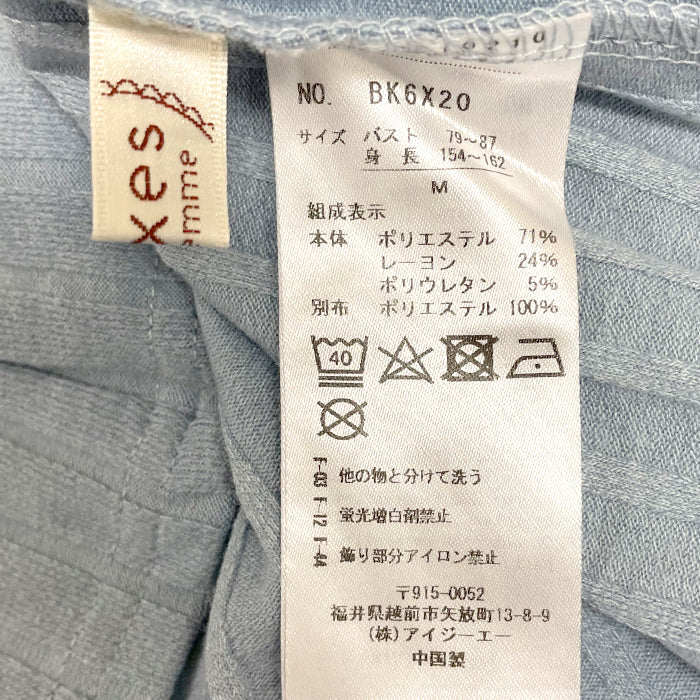 xes
emme
NO. BK6X20
サイズ バスト 79~87
身長 154~162
M
組成表示
本体 ポリエステル 71%
レーヨン 24%
ポリウレタン 5%
別布 ポリエステル 100%
40
F-03 他の物と分けて洗う
F-12 蛍光増白剤禁止
F-44 飾り部分アイロン禁止
〒915-0052
福井県越前市矢放町13-8-9
(株)アイジーエー
中国製